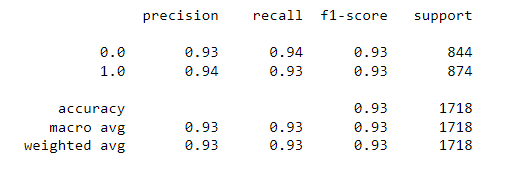 precision recall f1-score support
0.0 0.93 0.94 0.93 844
1.0 0.94 0.93 0.93 874
accuracy 0.93 1718
macro avg 0.93 0.93 0.93 1718
weighted avg 0.93 0.93 0.93 1718